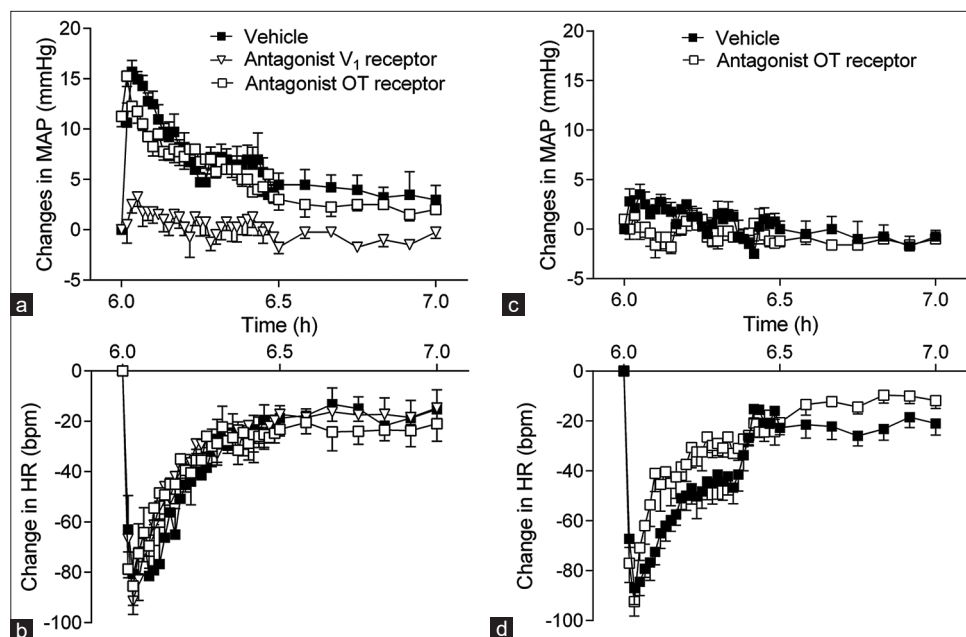 Vehicle
Antagonist V1 receptor
Antagonist OT receptor
Changes in MAP (mmHg)
20
15
10
5
0
-5
6.0 6.5 7.0
Time (h)
a
Vehicle
Antagonist OT receptor
Changes in MAP (mmHg)
20
15
10
5
0
-5
6.0 6.5 7.0
Time (h)
c
6.0 6.5 7.0
Change in HR (bpm)
0
-20
-40
-60
-80
-100
b
6.0 6.5 7.0
Change in HR (bpm)
0
-20
-40
-60
-80
-100
d